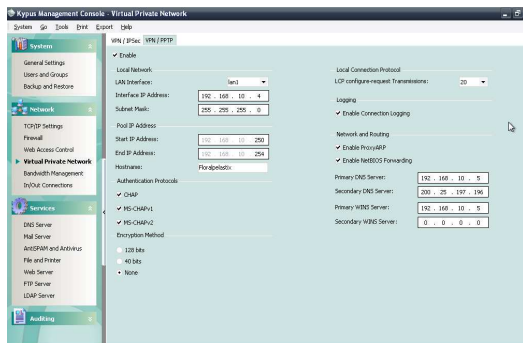 Kypus Management Console - Virtual Private Network
System Go Tools Print Export Help
System
General Settings
Users and Groups
Backup and Restore
Network
TCP/IP Settings
Firewall
Web Access Control
Virtual Private Network
Bandwidth Management
In/Out Connections
Services
DNS Server
Mail Server
AntiSPAM and Antivirus
File and Printer
Web Server
FTP Server
LDAP Server
Auditing
VPN / IPSec VPN / PPTP
Enable
Local Network
LAN Interface: lan1
Interface IP Address: 192 . 168 . 10 . 4
Subnet Mask: 255 . 255 . 255 . 0
Pool IP Address
Start IP Address: 192 168 10 250
End IP Address: 192 168 10 254
Hostname: Floralpelastix
Authentication Protocols
CHAP
MS-CHAPv1
MS-CHAPv2
Encryption Method
128 bits
40 bits
None
Local Connection Protocol
LCP configure-request Transmissions: 20
Logging
Enable Connection Logging
Network and Routing
Enable ProxyARP
Enable NetBIOS Forwarding
Primary DNS Server: 192 . 168 . 10 . 5
Secondary DNS Server: 200 . 25 . 197 . 196
Primary WINS Server: 192 . 168 . 10 . 5
Secondary WINS Server: 0 . 0 . 0 . 0